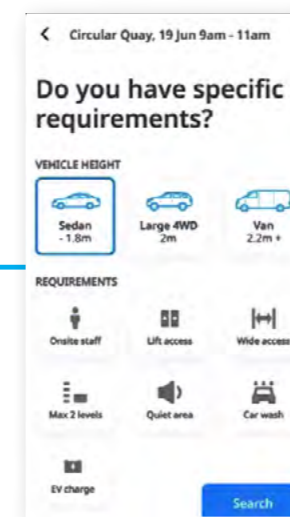 Circular Quay, 19 Jun 9am - 11am
Do you have specific
requirements?
VEHICLE HEIGHT
Sedan
- 1.8m
Large 4WD
2m
Van
2.2m +
REQUIREMENTS
Onsite staff
Lift access
Wide access
Max 2 levels
Quiet area
Car wash
EV charge
Search